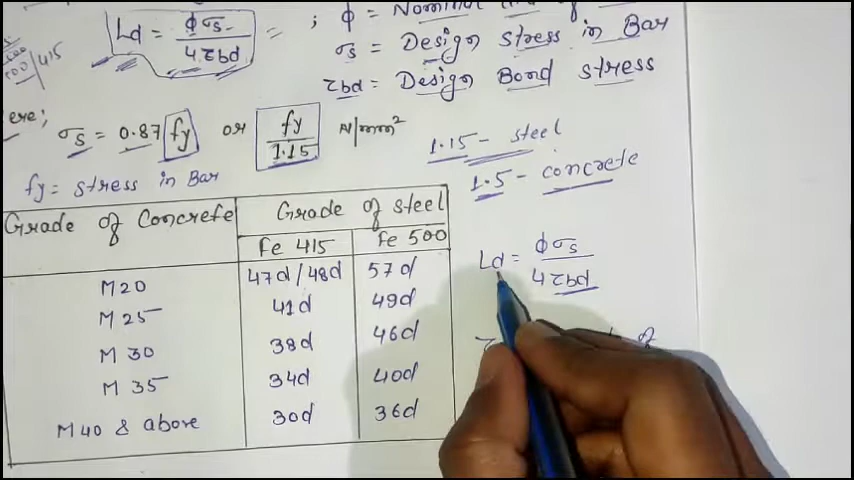 Ld = φσs / 4τbd = ; φ = Nominal
σs = Design stress in Bar
τbd = Design Bond stress
ere;
σs = 0.87 fy or fy / 1.15 N/mm²
1.15 - steel
1.5 - concrete
fy = stress in Bar
Grade of Concrete Grade of Steel
Fe 415 Fe 500
M20 47d/48d 57d
M 25 41d 49d
M 30 38d 46d
M 35 34d 40d
M40 & above 30d 36d
Ld = φσs / 4τbd
of